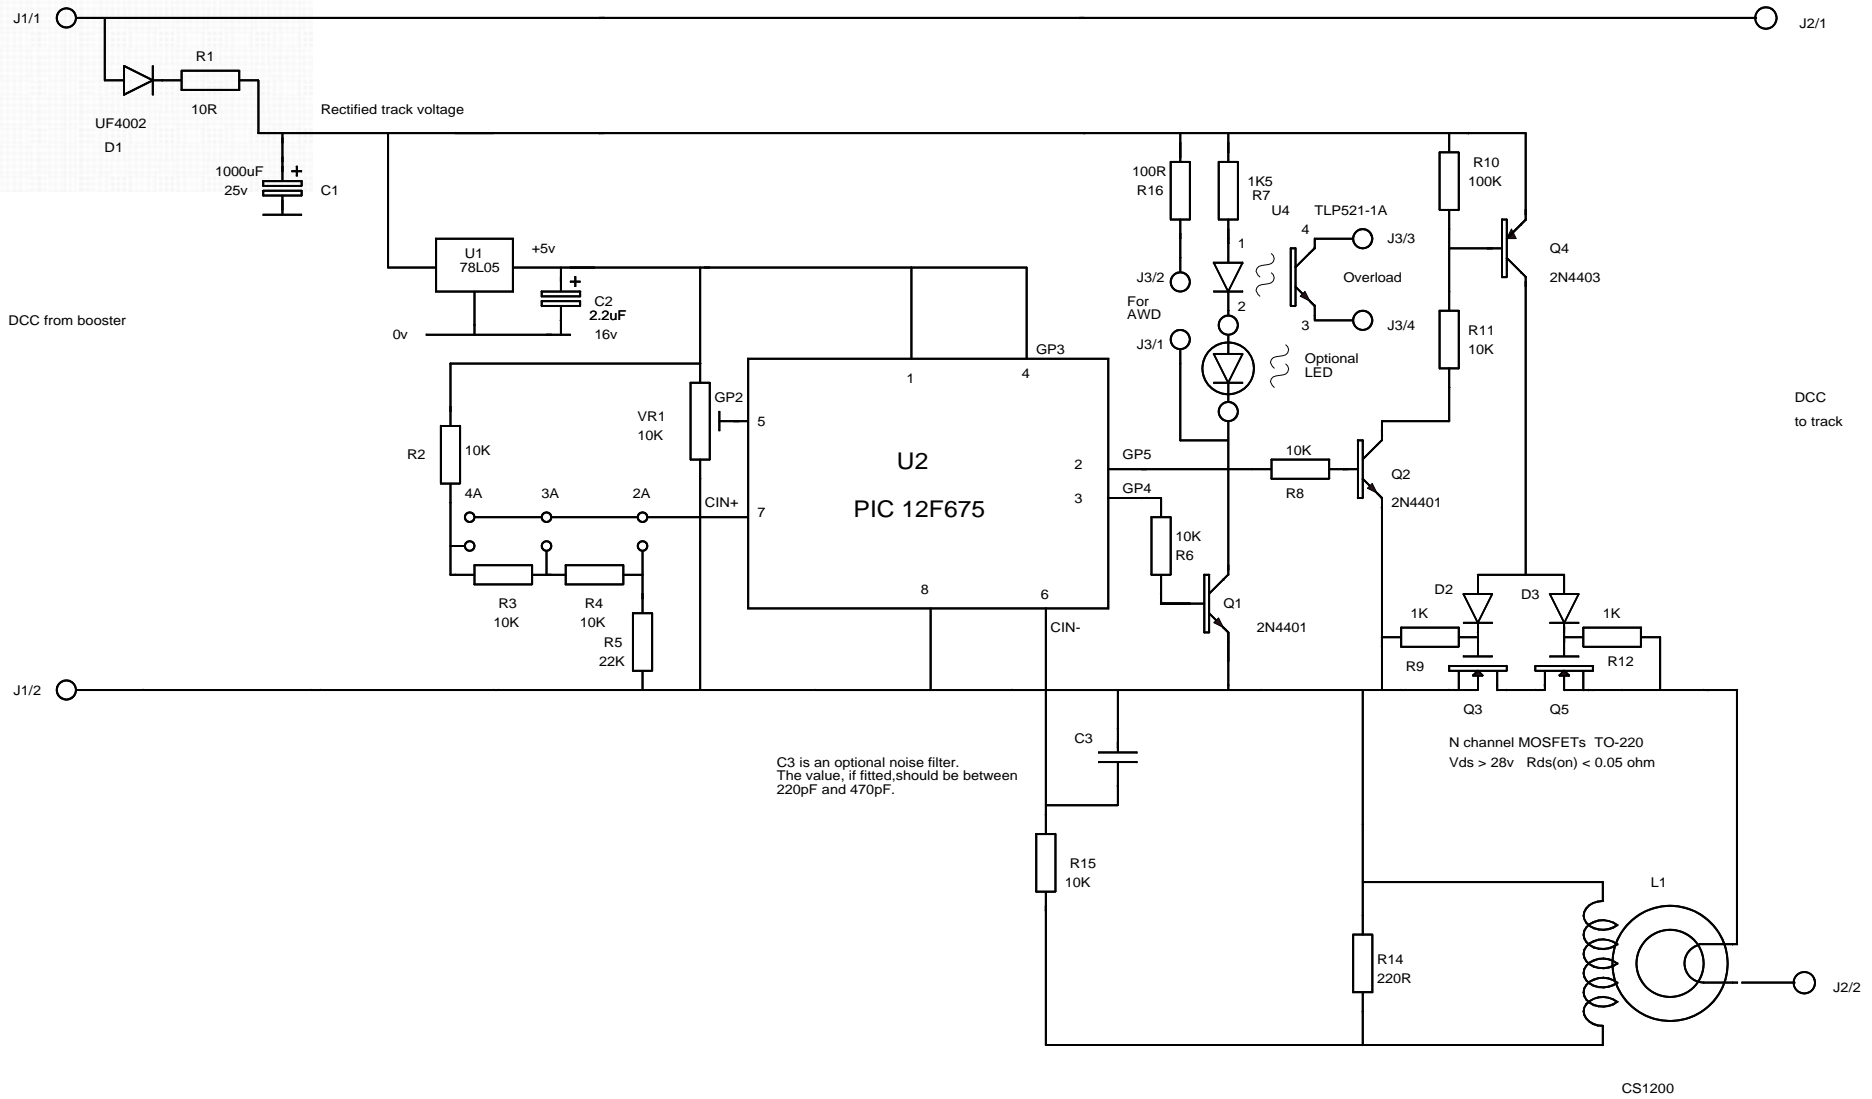 J1/1
J2/1
R1
10R
UF4002
D1
Rectified track voltage
1000uF
25v
+
C1
100R
R16
1K5
R7
U4
TLP521-1A
R10
100K
U1
78L05
+5v
+
C2
2.2uF
16v
0v
DCC from booster
1
2
4
3
J3/3
Overload
J3/4
J3/2
For
AWD
J3/1
Optional
LED
Q4
2N4403
R11
10K
DCC
to track
GP3
1
4
GP2
5
VR1
10K
R2
10K
4A
3A
2A
CIN+
7
U2
PIC 12F675
2
GP5
3
GP4
10K
R8
Q2
2N4401
10K
R6
R3
10K
R4
10K
R5
22K
8
6
CIN-
Q1
2N4401
D2
D3
1K
R9
1K
R12
J1/2
Q3
Q5
N channel MOSFETs TO-220
Vds > 28v Rds(on) < 0.05 ohm
C3
C3 is an optional noise filter.
The value, if fitted,should be between
220pF and 470pF.
R15
10K
R14
220R
L1
J2/2
CS1200